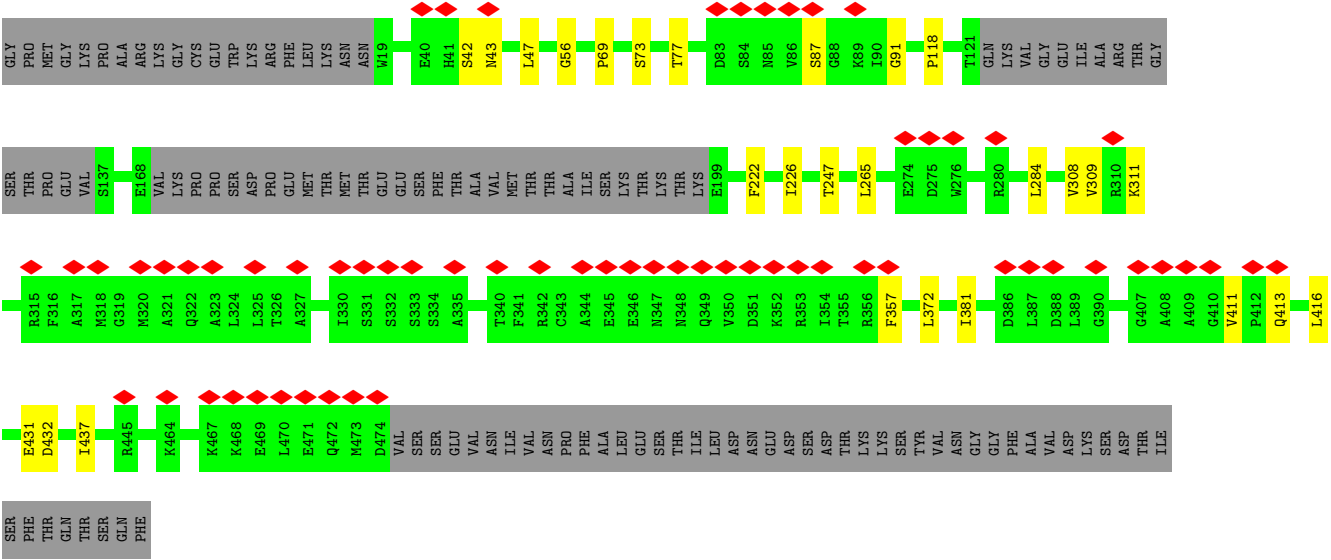 GLY PRO MET GLY LYS PRO ALA ARG LYS GLY CYS GLU TRP LYS ARG PHE LEU LYS ASN ASN W19 E40 H41 S42 N43 L47 G56 P69 S73 T77 D83 S84 N85 V86 S87 G88 K89 I90 G91 P118 T121 GLN LYS VAL GLY GLU ILE ALA ARG THR GLY
SER THR PRO GLU VAL S137 E168 VAL LYS PRO PRO SER ASP PRO GLU MET THR MET THR GLU GLU SER PHE THR ALA VAL MET THR THR ALA ILE SER LYS THR LYS THR LYS E199 F222 I226 T247 L265 E274 D275 W276 R280 L284 V308 V309 R310 K311
R315 F316 A317 M318 G319 M320 A321 Q322 A323 L324 L325 T326 A327 I330 S331 S332 S333 S334 A335 T340 F341 R342 C343 A344 E345 E346 N347 N348 Q349 V350 D351 K352 R353 I354 T355 R356 F357 L372 I381 D386 L387 D388 L389 G390 G407 A408 A409 G410 V411 P412 Q413 L416
E431 D432 I437 R445 K464 K467 K468 E469 L470 E471 Q472 M473 D474 VAL SER SER GLU VAL ASN ILE VAL ASN PRO PHE ALA LEU GLU SER THR ILE LEU ASP ASN GLU ASP SER ASP THR LYS LYS SER TYR VAL ASN GLY GLY PHE ALA VAL ASP LYS SER ASP THR ILE
SER PHE THR GLN THR SER GLN PHE